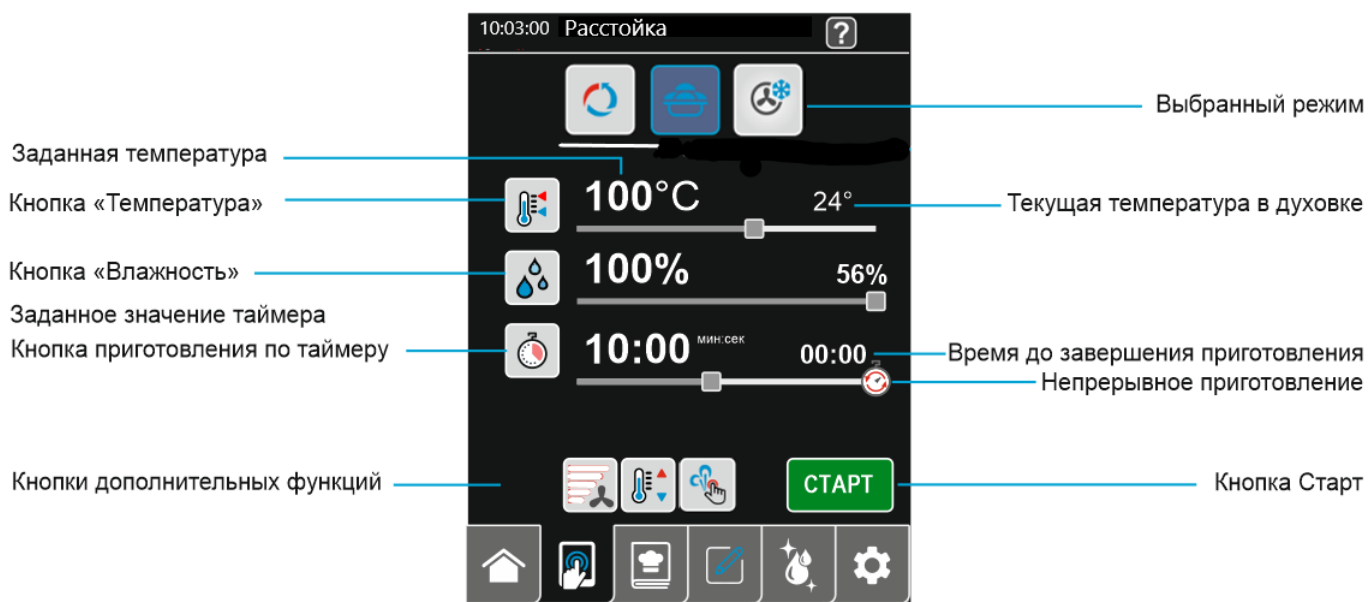 10:03:00 Расстойка ?
Выбранный режим
Заданная температура
100°C 24°
Кнопка «Температура»
Текущая температура в духовке
100% 56%
Кнопка «Влажность»
Заданное значение таймера
10:00 мин:сек 00:00
Кнопка приготовления по таймеру
Время до завершения приготовления
Непрерывное приготовление
Кнопки дополнительных функций
СТАРТ
Кнопка Старт